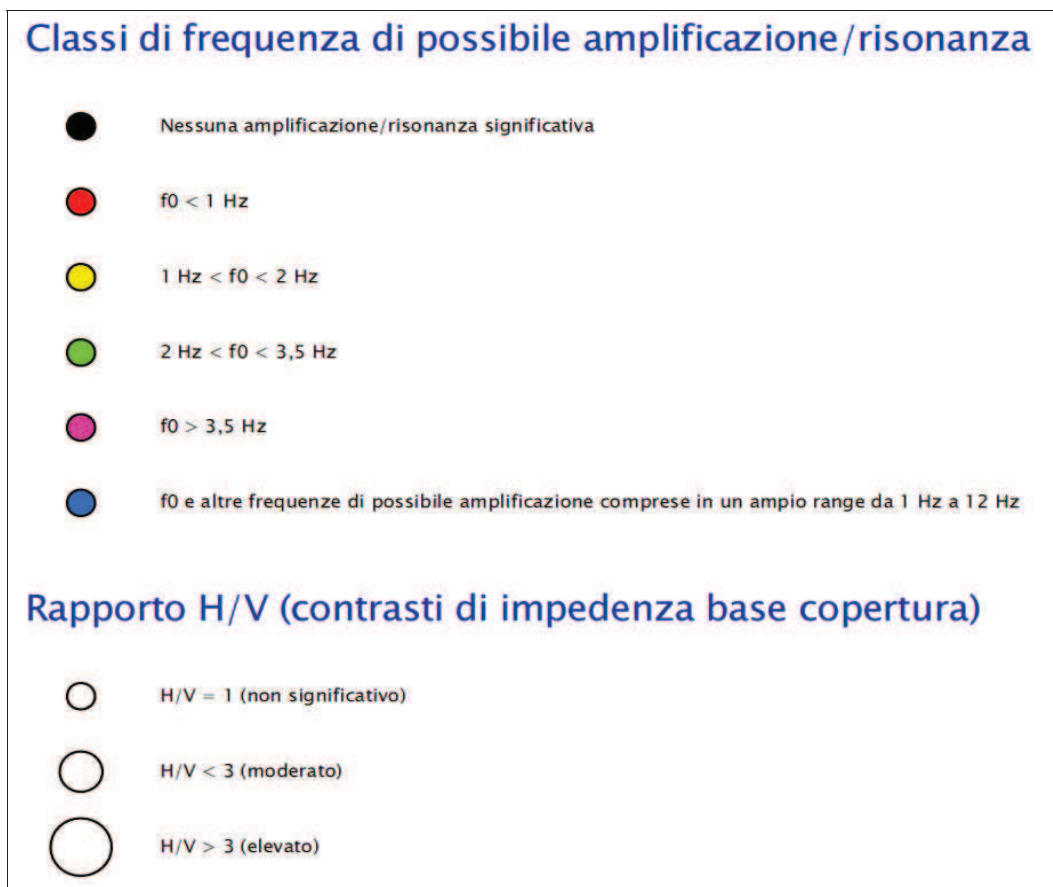 Classi di frequenza di possibile amplificazione/risonanza
Nessuna amplificazione/risonanza significativa
f0 < 1 Hz
1 Hz < f0 < 2 Hz
2 Hz < f0 < 3,5 Hz
f0 > 3,5 Hz
f0 e altre frequenze di possibile amplificazione comprese in un ampio range da 1 Hz a 12 Hz
Rapporto H/V (contrasti di impedenza base copertura)
H/V = 1 (non significativo)
H/V < 3 (moderato)
H/V > 3 (elevato)